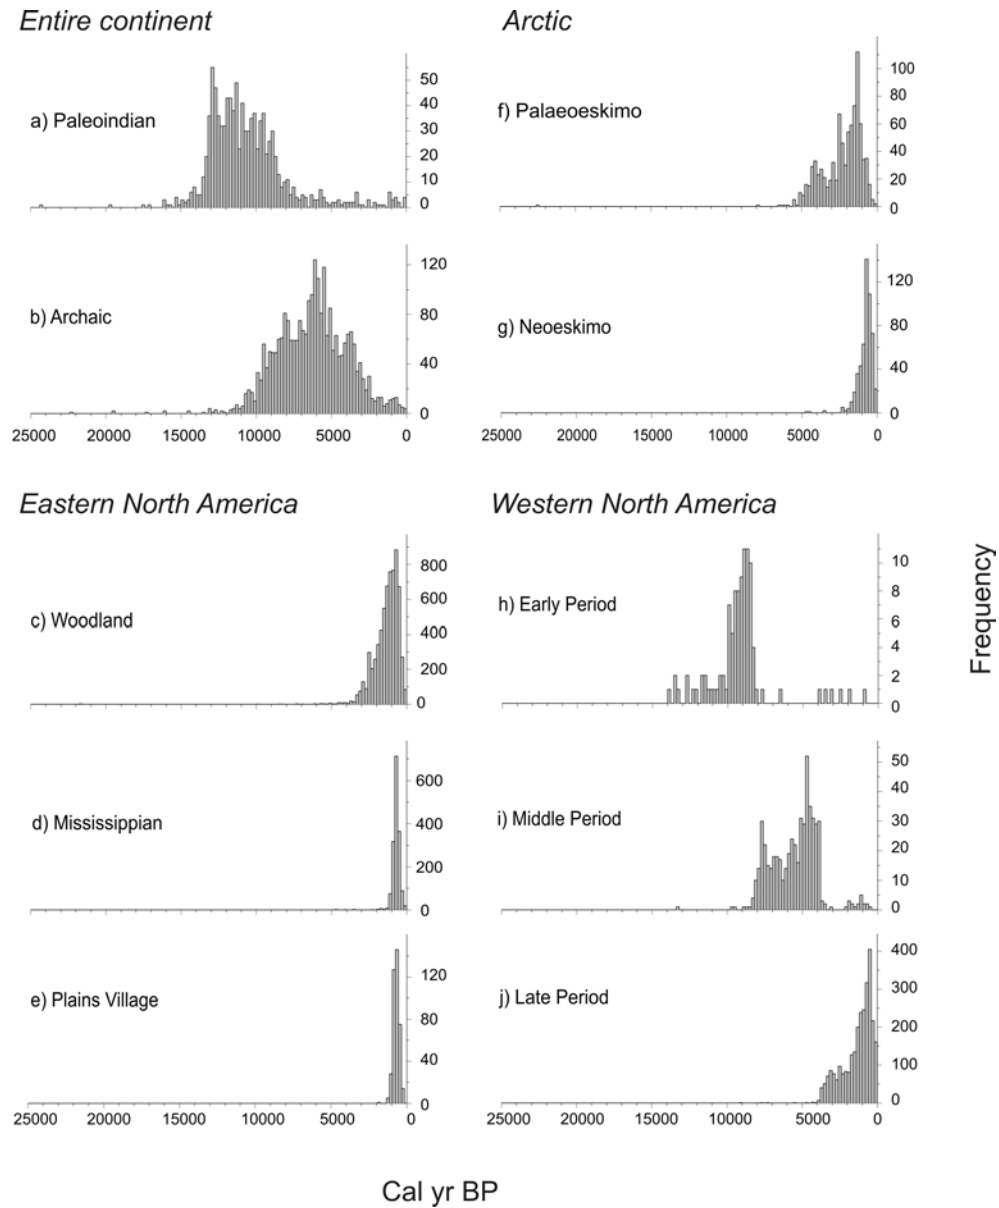 Entire continent
a) Paleoindian
50
40
30
20
10
0
b) Archaic
120
80
40
0
25000 20000 15000 10000 5000 0
Arctic
f) Palaeoeskimo
100
80
60
40
20
0
g) Neoeskimo
120
80
40
0
25000 20000 15000 10000 5000 0
Eastern North America
c) Woodland
800
600
400
200
0
d) Mississippian
600
400
200
0
e) Plains Village
120
80
40
0
25000 20000 15000 10000 5000 0
Western North America
h) Early Period
10
8
6
4
2
0
i) Middle Period
50
40
30
20
10
0
j) Late Period
400
300
200
100
0
25000 20000 15000 10000 5000 0
Frequency
Cal yr BP